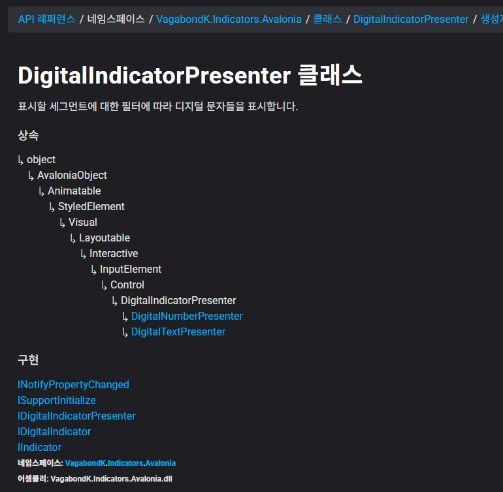 API 레퍼런스 / 네임스페이스 / VagabondK.Indicators.Avalonia / 클래스 / DigitalIndicatorPresenter /
DigitalIndicatorPresenter 클래스
표시할 세그먼트에 대한 필터에 따라 디지털 문자들을 표시합니다.
상속
↳ object
↳ AvaloniaObject
↳ Animatable
↳ StyledElement
↳ Visual
↳ Layoutable
↳ Interactive
↳ InputElement
↳ Control
↳ DigitalIndicatorPresenter
↳ DigitalNumberPresenter
↳ DigitalTextPresenter
구현
INotifyPropertyChanged
ISupportInitialize
IDigitalIndicatorPresenter
IDigitalIndicator
IIndicator
네임스페이스: VagabondK.Indicators.Avalonia
어셈블리: VagabondK.Indicators.Avalonia.dll